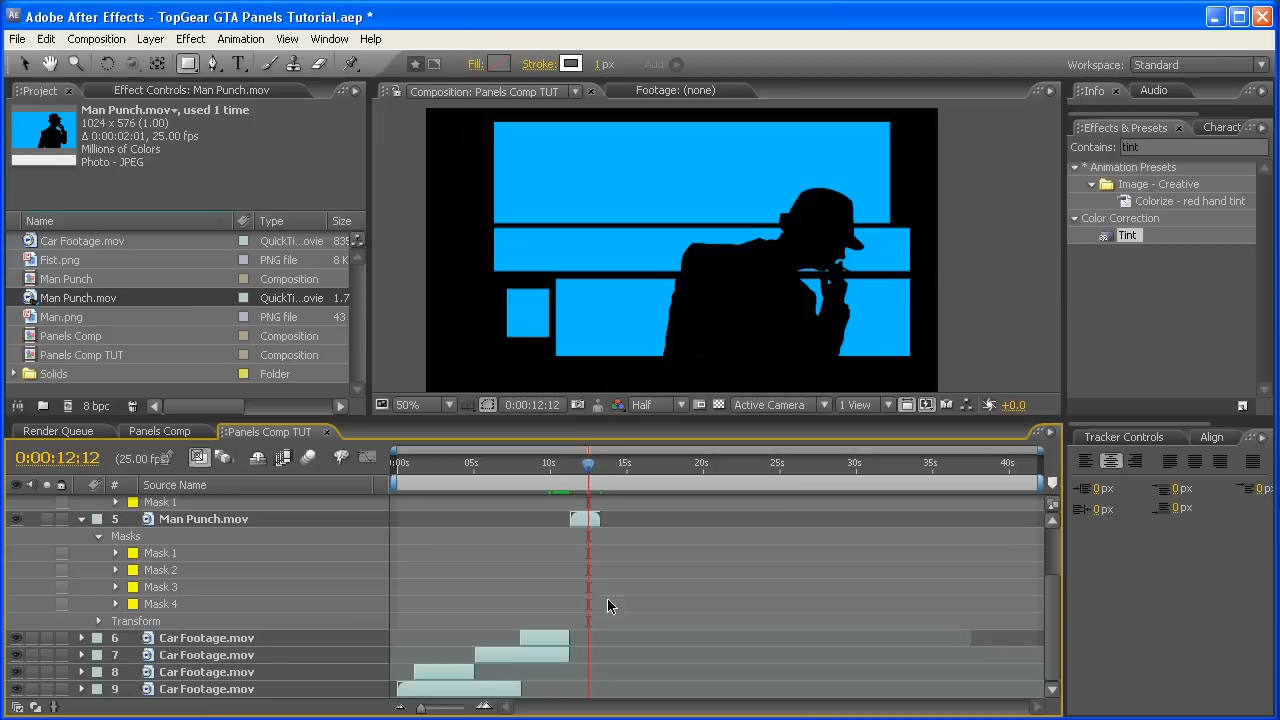 Adobe After Effects - TopGear GTA Panels Tutorial.aep *
File Edit Composition Layer Effect Animation View Window Help
Fill: Stroke: 1 px Add: Workspace: Standard
Project Effect Controls: Man Punch.mov Composition: Panels Comp TUT Footage: (none) Info Audio
Man Punch.mov, used 1 time
1024 x 576 (1.00)
Δ 0:00:02:01, 25.00 fps
Millions of Colors
Photo - JPEG
Effects & Presets Charact
Contains: tint
* Animation Presets
Image - Creative
Colorize - red hand tint
Color Correction
Tint
Name Type Size
Car Footage.mov QuickTi...ovie 835
Fist.png PNG file 8 K
Man Punch Composition
Man Punch.mov QuickTi...ovie 1.7
Man.png PNG file 43
Panels Comp Composition
Panels Comp TUT Composition
Solids Folder
8 bpc
50% 0:00:12:12 Half Active Camera 1 View +0.0
Render Queue Panels Comp Panels Comp TUT
0:00:12:12 (25.00 fps)
:00s 05s 10s 15s 20s 25s 30s 35s 40s
# Source Name
Mask 1
5 Man Punch.mov
Masks
Mask 1
Mask 2
Mask 3
Mask 4
Transform
6 Car Footage.mov
7 Car Footage.mov
8 Car Footage.mov
9 Car Footage.mov
Tracker Controls Align
0 px 0 px 0 px
0 px 0 px